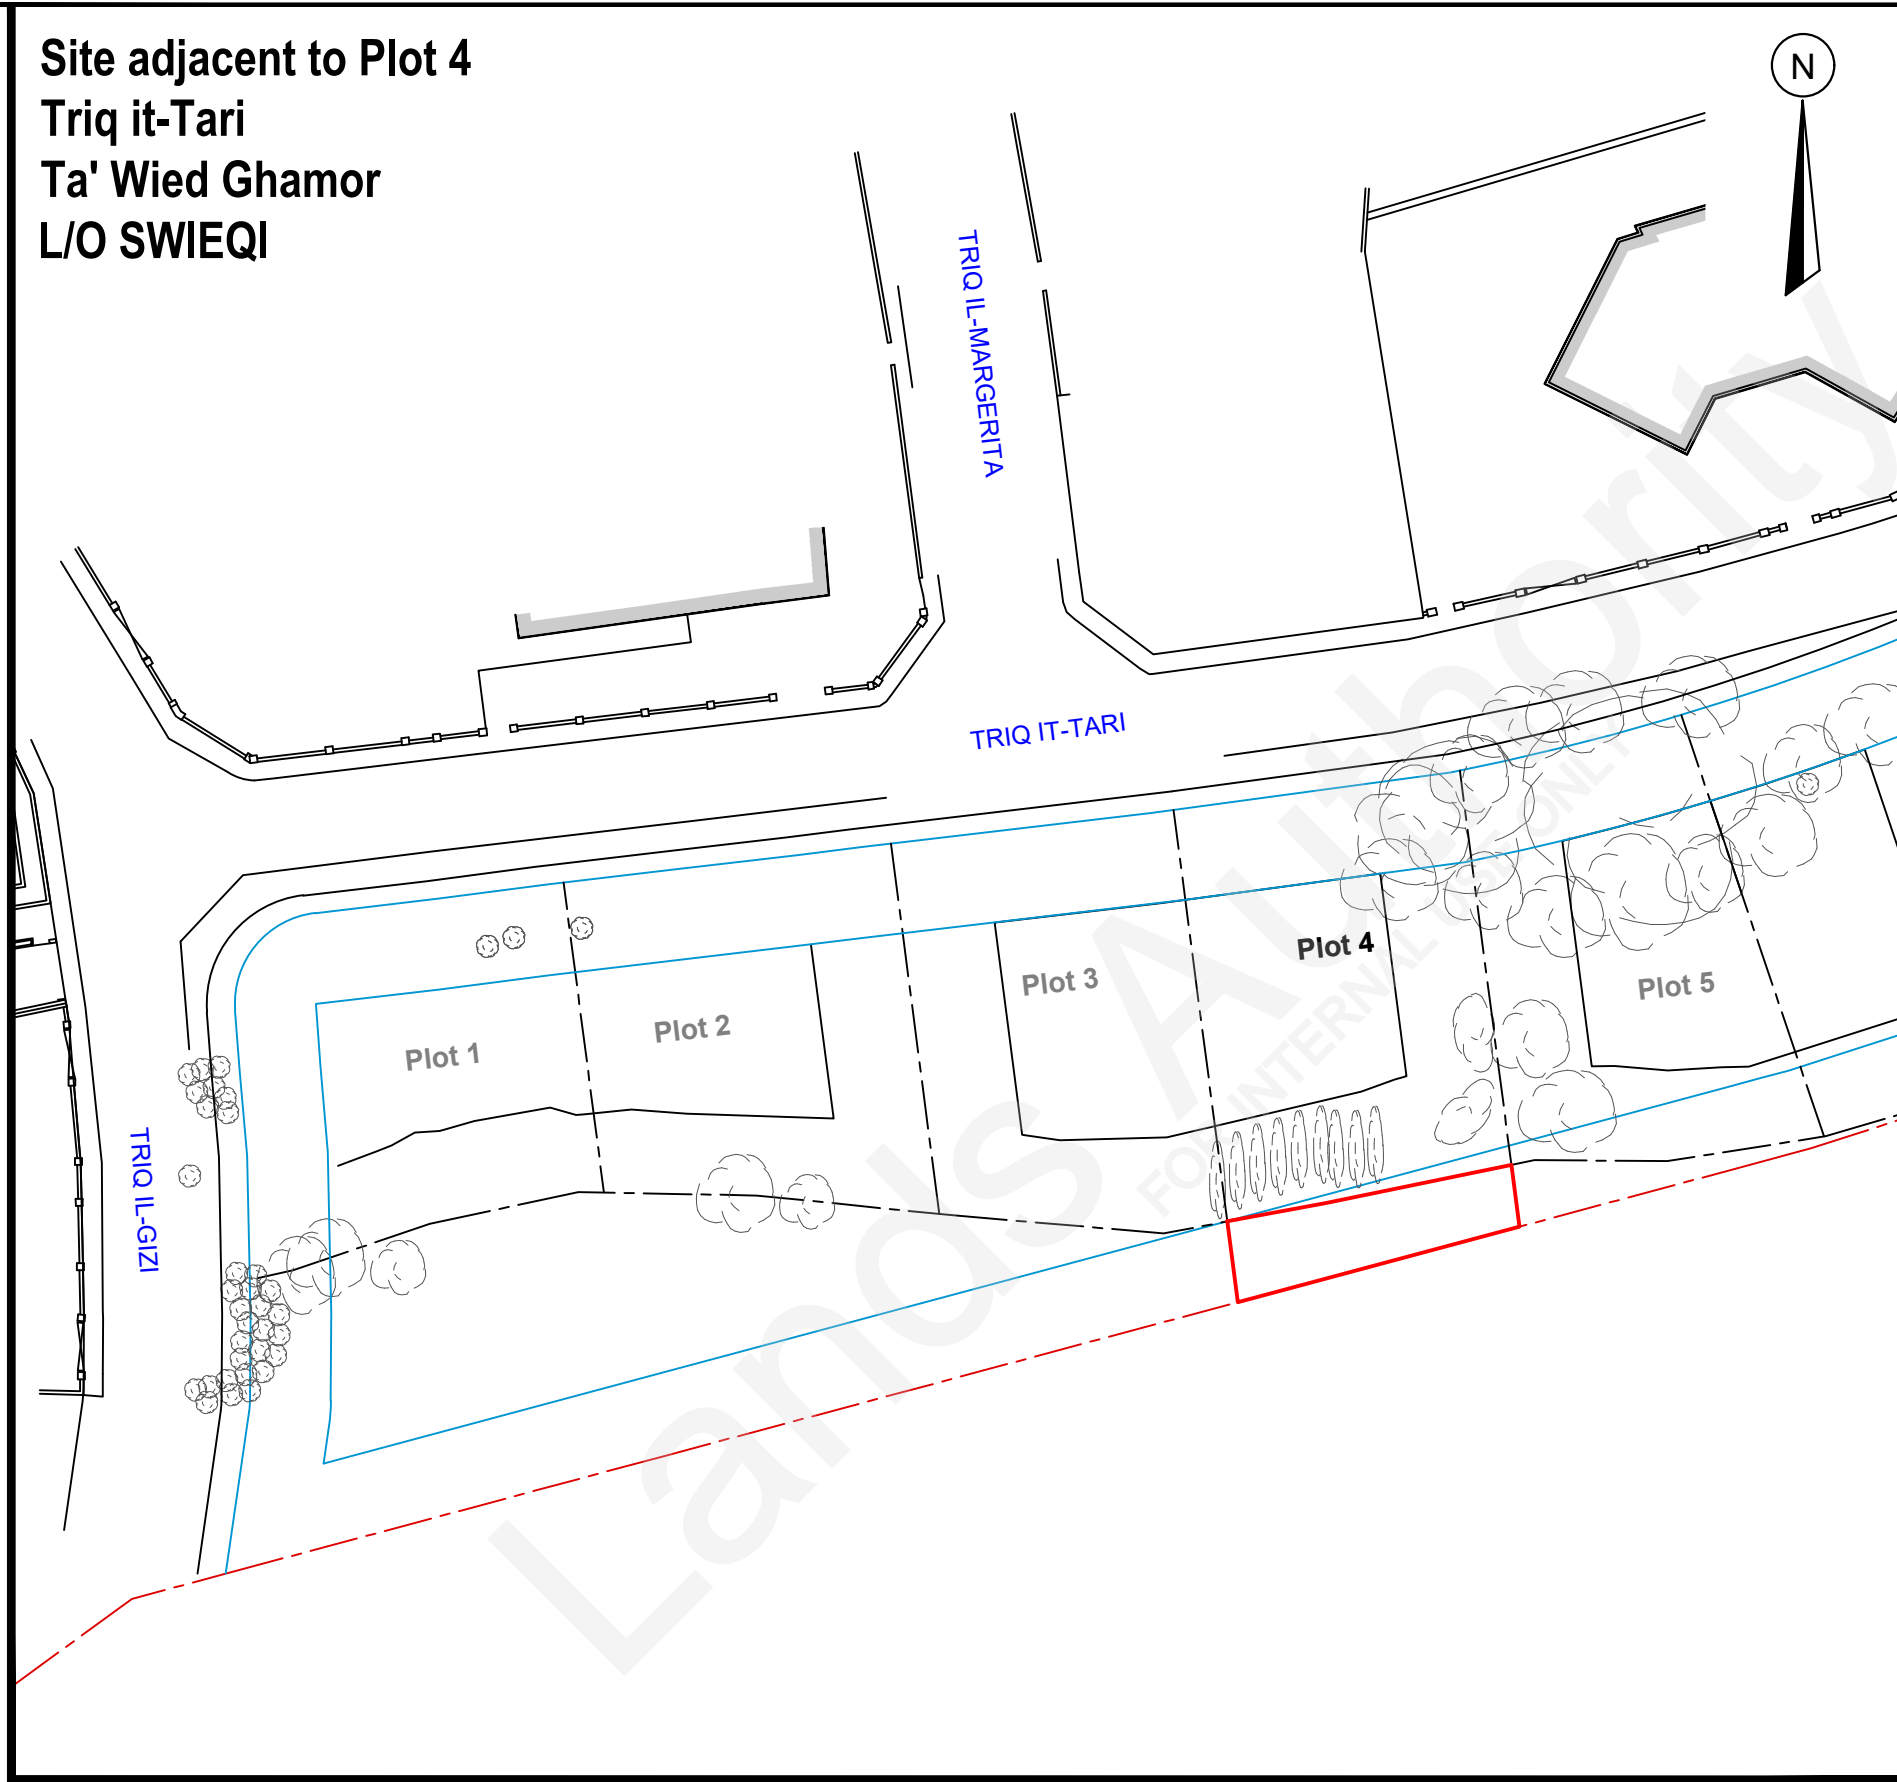 Site adjacent to Plot 4
Triq it-Tari
Ta' Wied Ghamor
L/O SWIEQI
N
TRIQ IL-MARGERITA
TRIQ IT-TARI
Plot 4
Plot 3
Plot 5
Plot 2
Plot 1
TRIQ IL-GIZI
Lands Authority
FOR INTERNAL USE ONLY